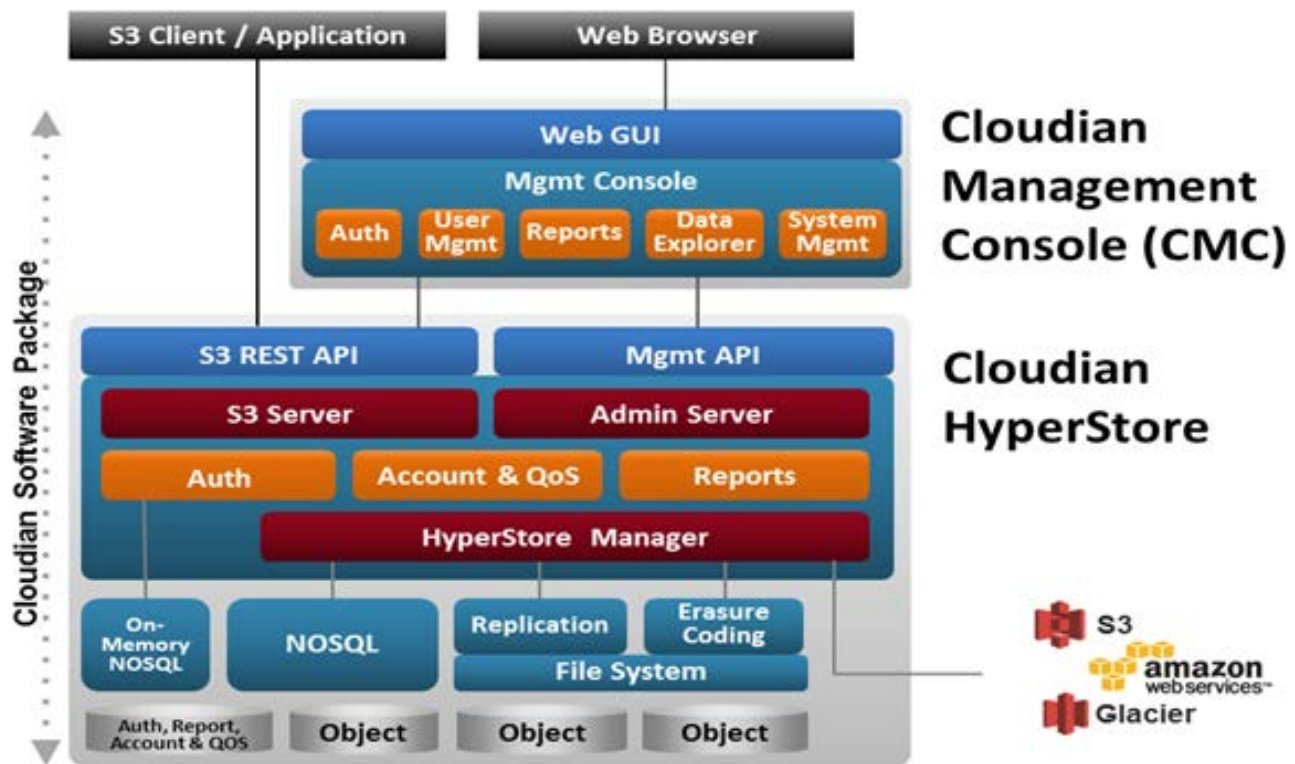 S3 Client / Application
Web Browser
Web GUI
Mgmt Console
Auth
User
Mgmt
Reports
Data
Explorer
System
Mgmt
Cloudian
Management
Console (CMC)
Cloudian Software Package
S3 REST API
Mgmt API
S3 Server
Admin Server
Auth
Account & QoS
Reports
HyperStore Manager
Cloudian
HyperStore
On-
Memory
NOSQL
NOSQL
Replication
Erasure
Coding
File System
Auth, Report,
Account & QOS
Object
Object
Object
S3
amazon
webservices™
Glacier